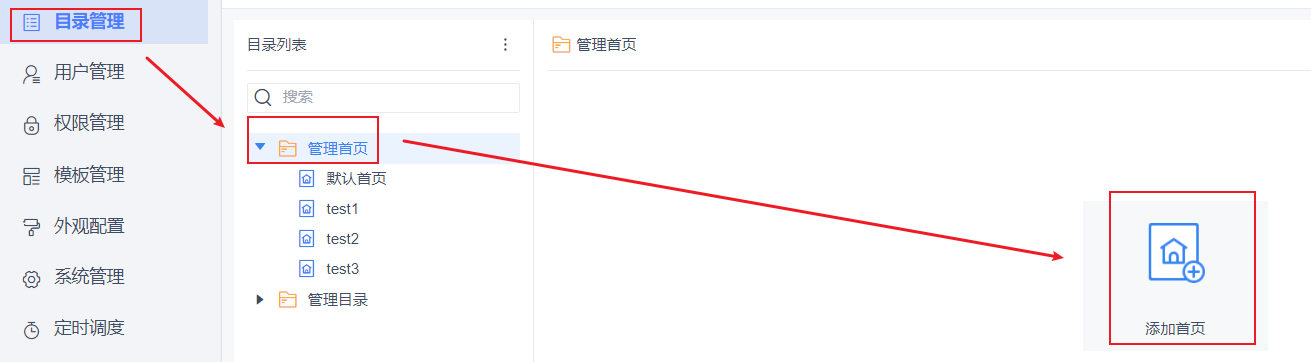 目录管理
用户管理
权限管理
模板管理
外观配置
系统管理
定时调度
目录列表
搜索
管理首页
默认首页
test1
test2
test3
管理目录
管理首页
添加首页